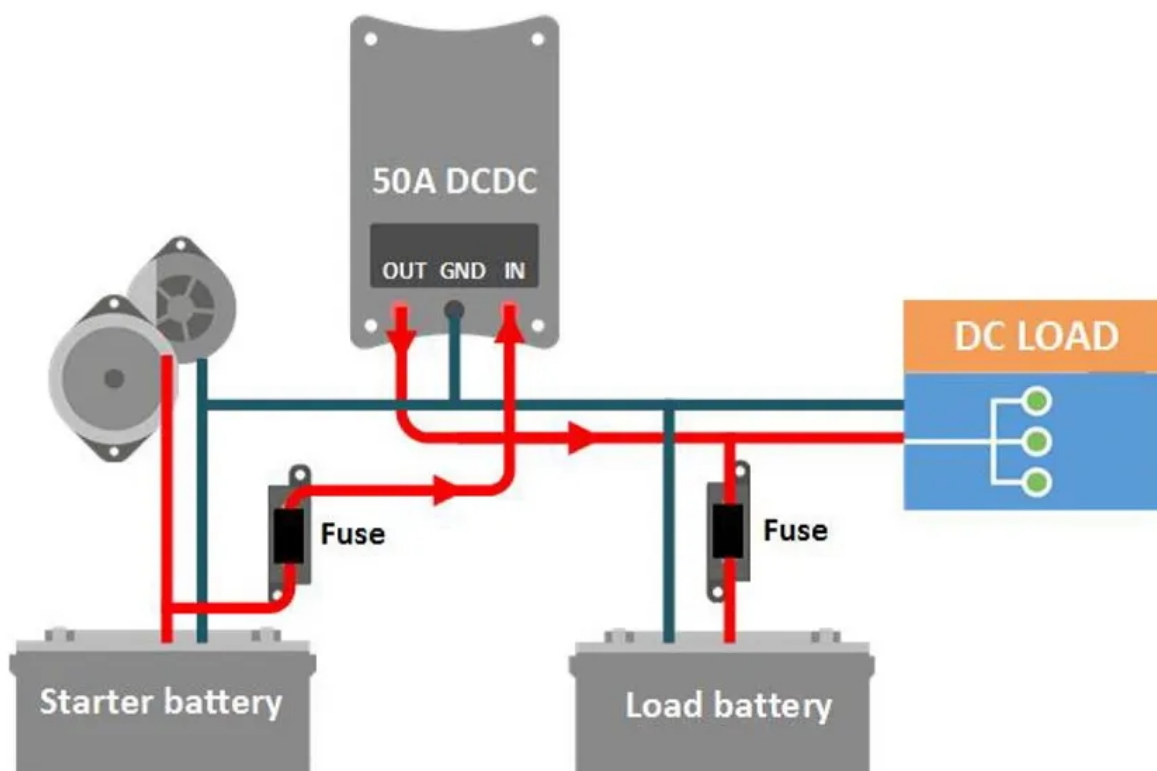 50A DCDC
OUT GND IN
DC LOAD
Fuse
Fuse
Starter battery
Load battery